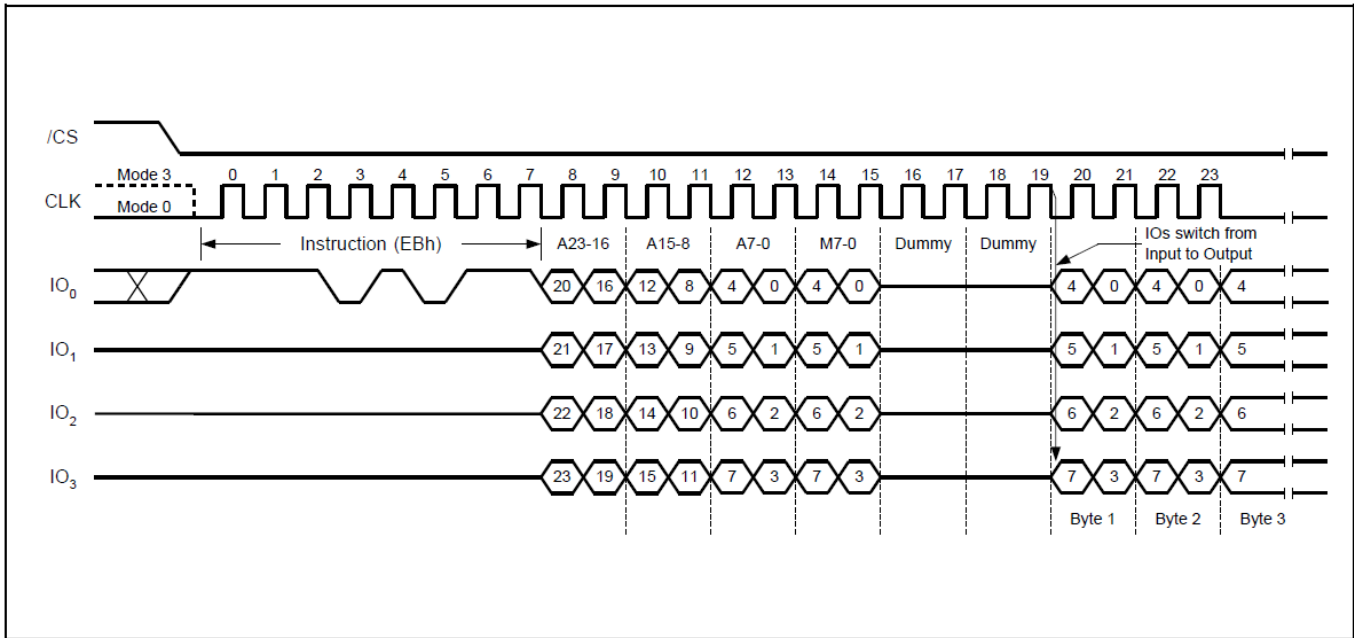 /CS
Mode 3 0 1 2 3 4 5 6 7 8 9 10 11 12 13 14 15 16 17 18 19 20 21 22 23
CLK
Mode 0
Instruction (EBh) A23-16 A15-8 A7-0 M7-0 Dummy Dummy IOs switch from
Input to Output
IO0 20 16 12 8 4 0 4 0 4 0 4 0 4
IO1 21 17 13 9 5 1 5 1 5 1 5 1 5
IO2 22 18 14 10 6 2 6 2 6 2 6 2 6
IO3 23 19 15 11 7 3 7 3 7 3 7 3 7
Byte 1 Byte 2 Byte 3